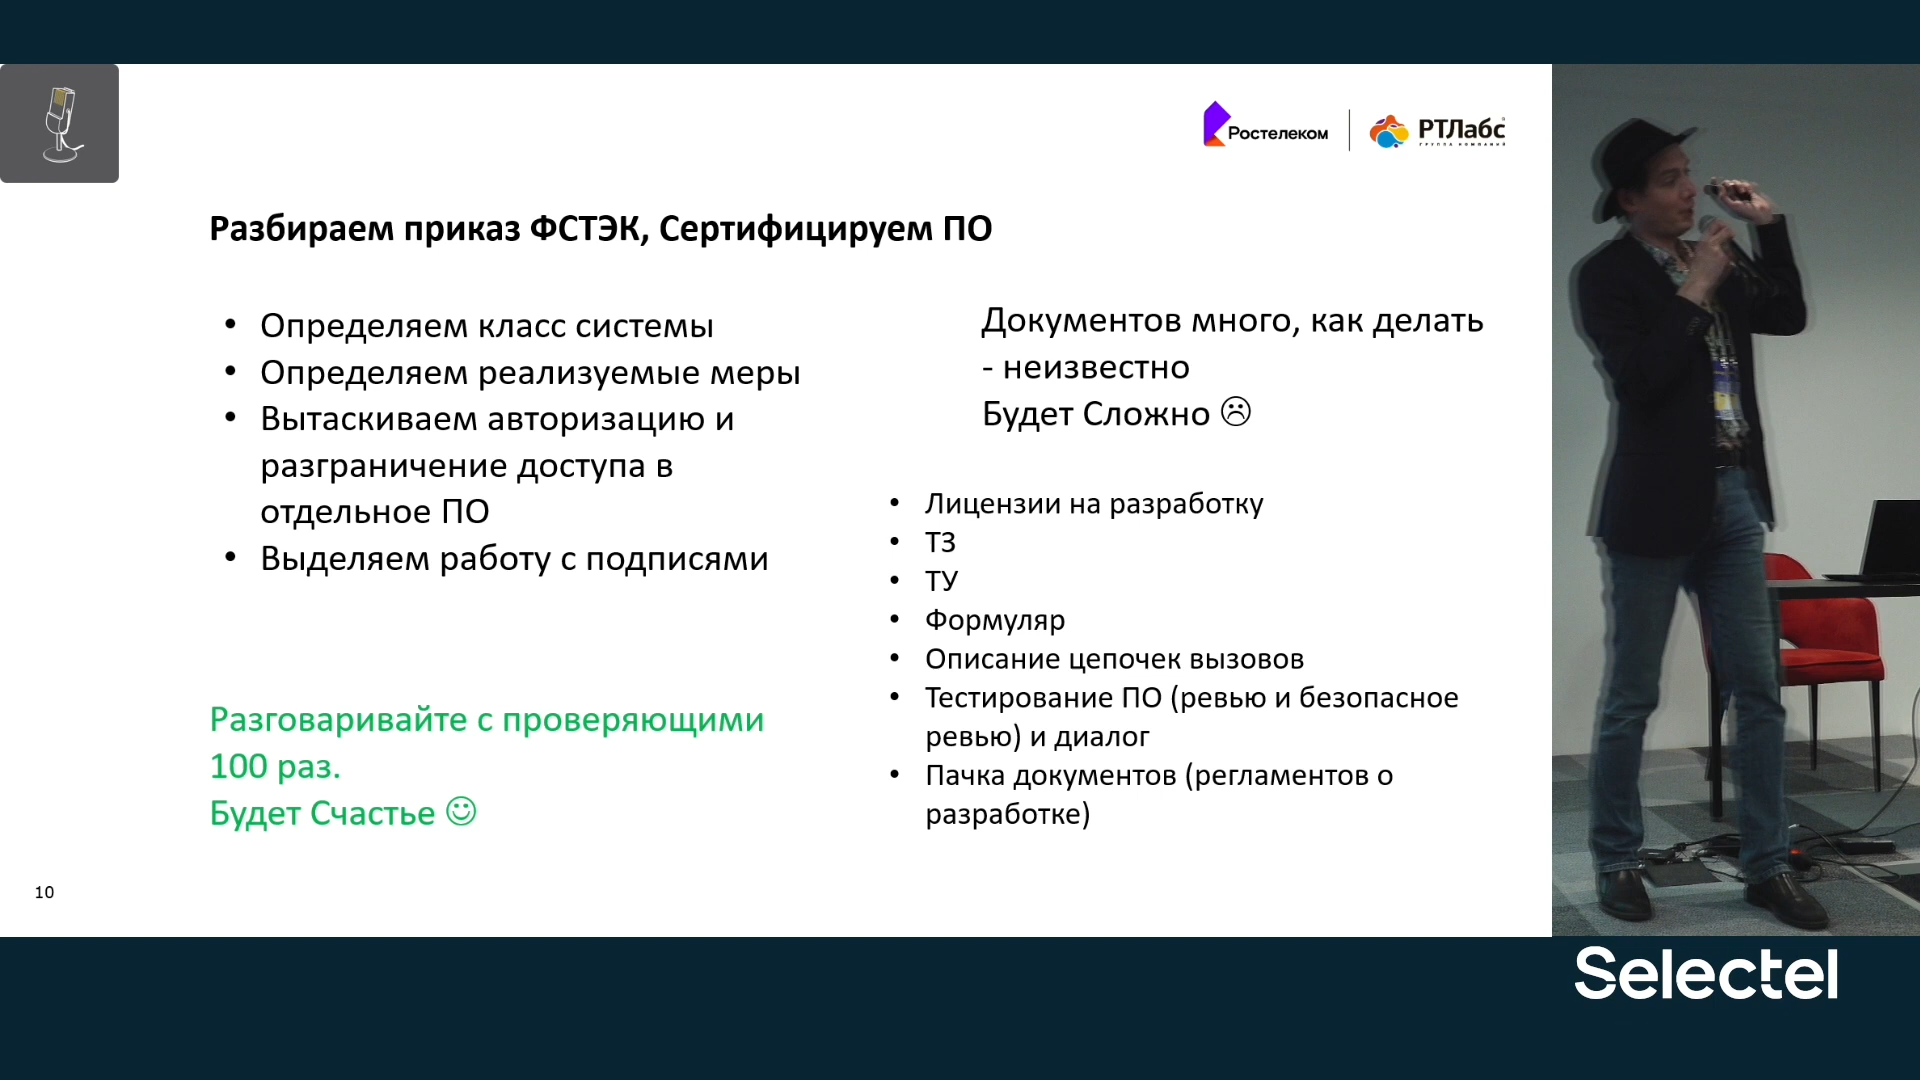 Ростелеком
РТЛабс
ГРУППА КОМПАНИЙ
Разбираем приказ ФСТЭК, Сертифицируем ПО
• Определяем класс системы
• Определяем реализуемые меры
• Вытаскиваем авторизацию и
разграничение доступа в
отдельное ПО
• Выделяем работу с подписями
Разговаривайте с проверяющими
100 раз.
Будет Счастье ☺
Документов много, как делать
- неизвестно
Будет Сложно ☹
• Лицензии на разработку
• ТЗ
• ТУ
• Формуляр
• Описание цепочек вызовов
• Тестирование ПО (ревью и безопасное
ревью) и диалог
• Пачка документов (регламентов о
разработке)
10
Selectel